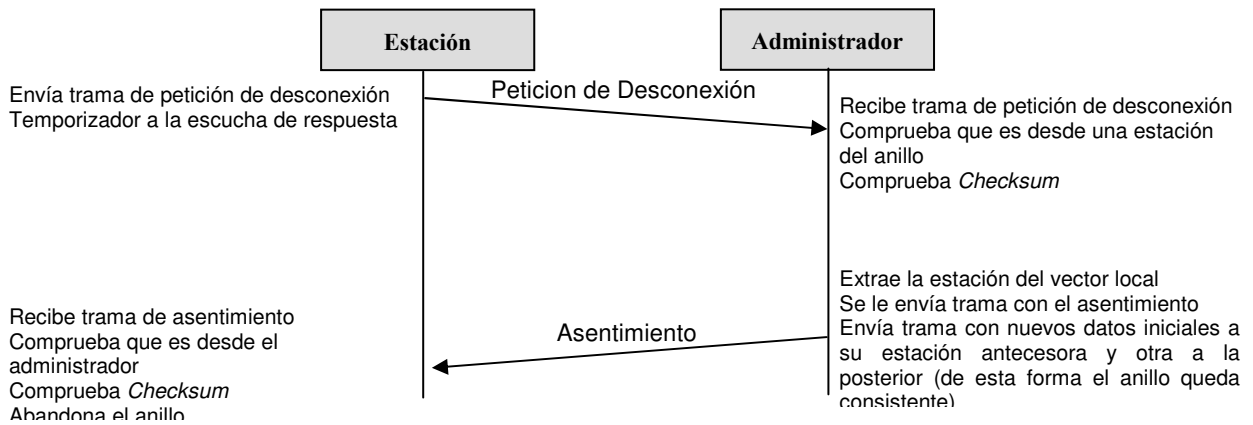 Estación
Administrador
Envía trama de petición de desconexión
Temporizador a la escucha de respuesta
Peticion de Desconexión
Recibe trama de petición de desconexión
Comprueba que es desde una estación
del anillo
Comprueba Checksum
Extrae la estación del vector local
Se le envía trama con el asentimiento
Envía trama con nuevos datos iniciales a
su estación antecesora y otra a la
posterior (de esta forma el anillo queda
consistente)
Asentimiento
Recibe trama de asentimiento
Comprueba que es desde el
administrador
Comprueba Checksum
Abandona el anillo